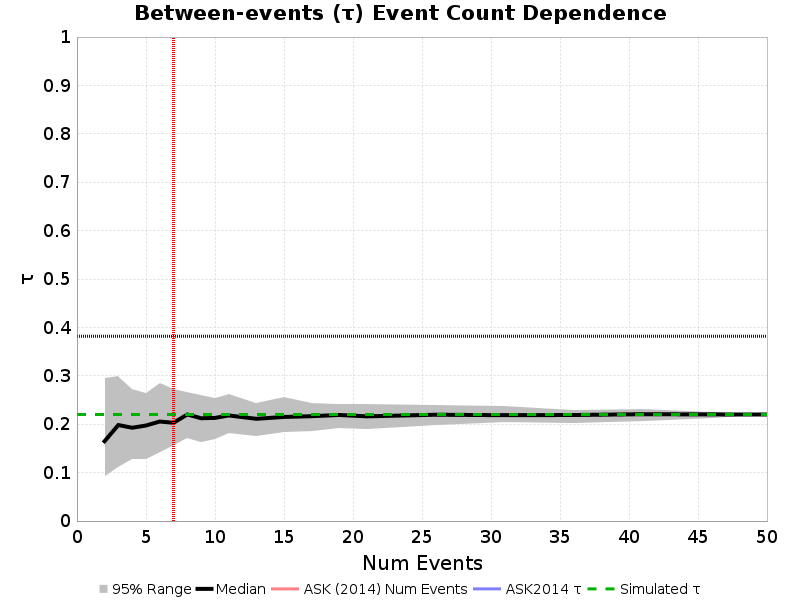 Between-events (τ) Event Count Dependence
1
0.9
0.8
0.7
0.6
0.5
0.4
0.3
0.2
0.1
0
τ
0 5 10 15 20 25 30 35 40 45 50
Num Events
95% Range Median ASK (2014) Num Events ASK2014 τ Simulated τ